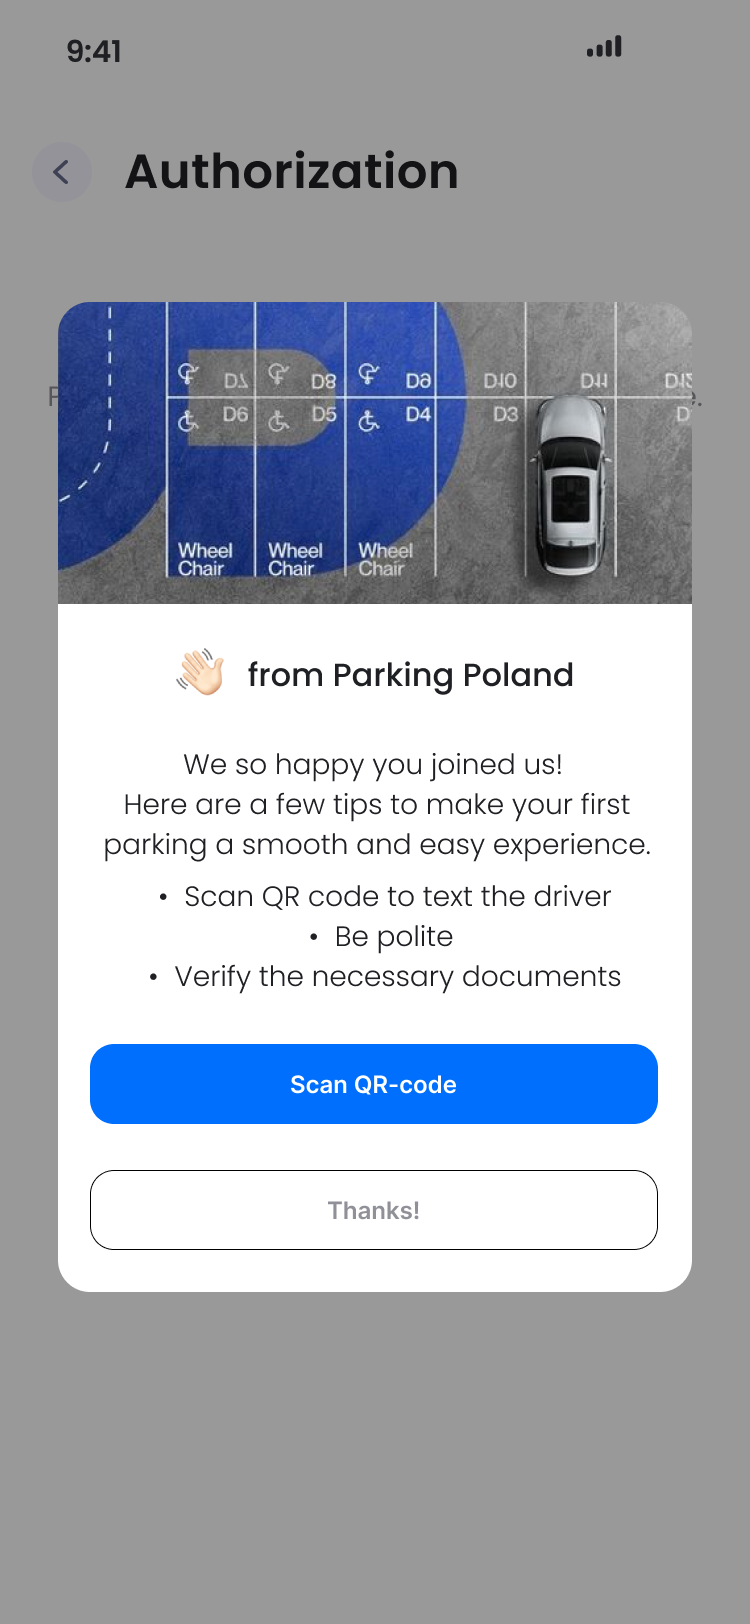 9:41
Authorization
D7 D8 D9 D10 D11
D6 D5 D4 D3
Wheel Wheel Wheel
Chair Chair Chair
👋🏻 from Parking Poland
We so happy you joined us!
Here are a few tips to make your first
parking a smooth and easy experience.
• Scan QR code to text the driver
• Be polite
• Verify the necessary documents
Scan QR-code
Thanks!